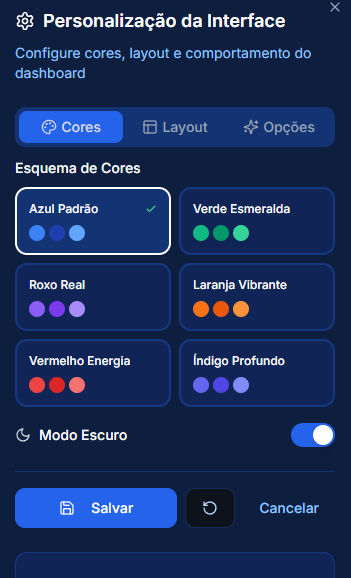 Personalização da Interface
Configure cores, layout e comportamento do
dashboard
Cores Layout Opções
Esquema de Cores
Azul Padrão Verde Esmeralda
Roxo Real Laranja Vibrante
Vermelho Energia Índigo Profundo
Modo Escuro
Salvar Cancelar